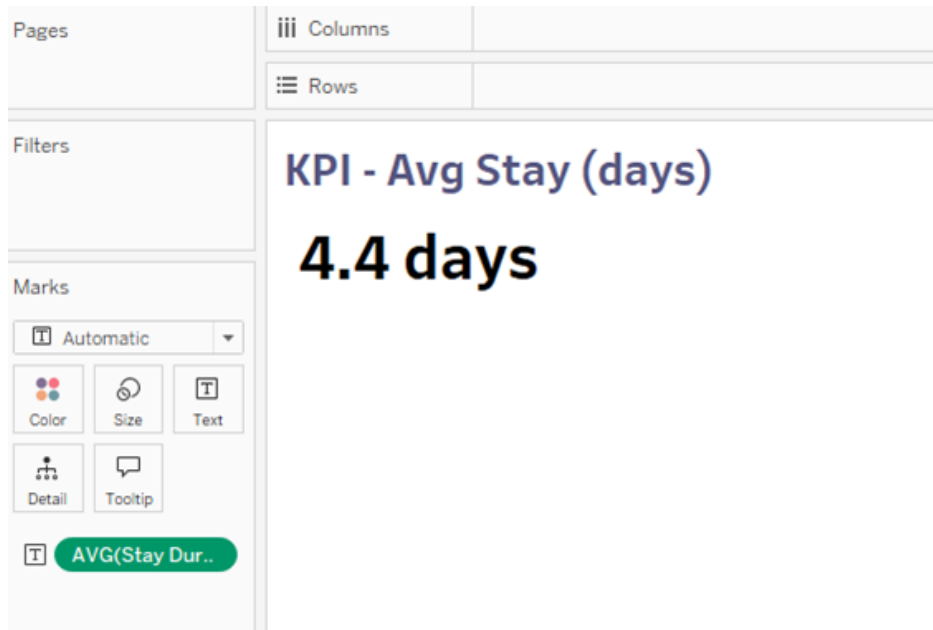 Pages
Columns
Rows
Filters
KPI - Avg Stay (days)
4.4 days
Marks
Automatic
Color Size Text
Detail Tooltip
AVG(Stay Dur..